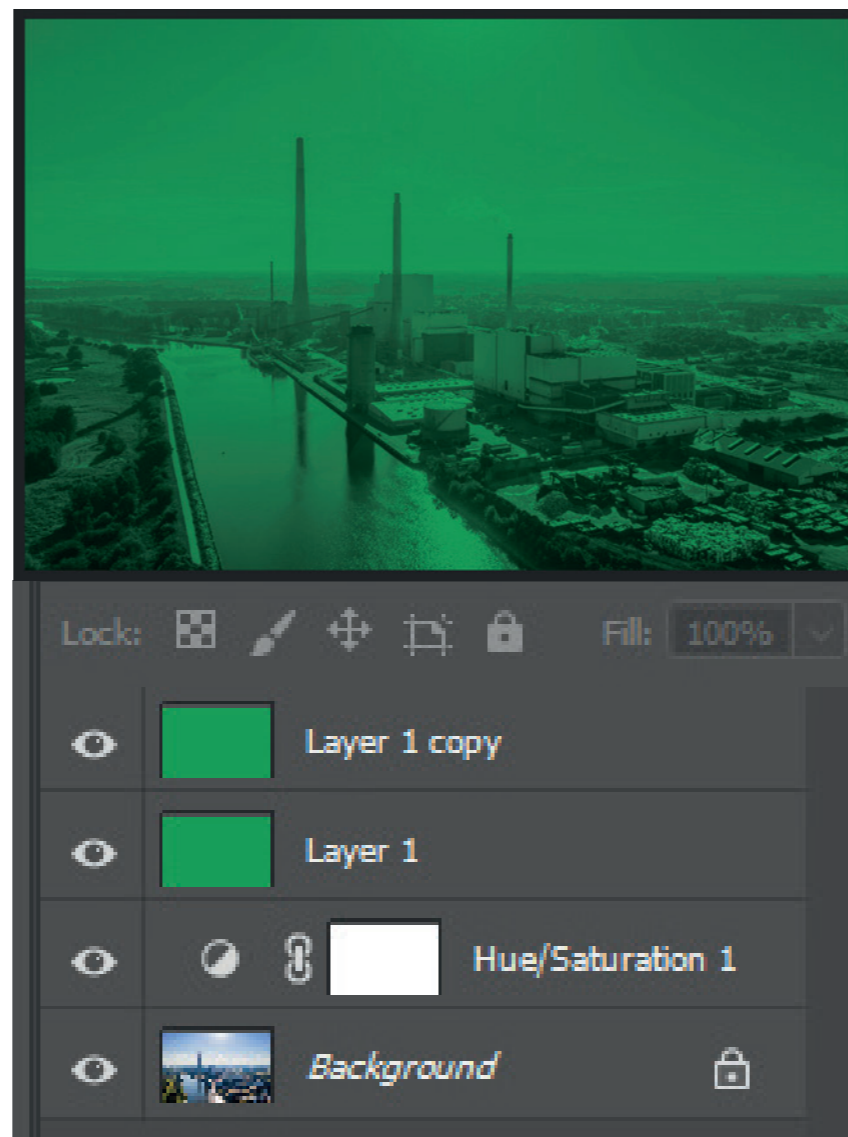 Lock: Fill: 100%
Layer 1 copy
Layer 1
Hue/Saturation 1
Background